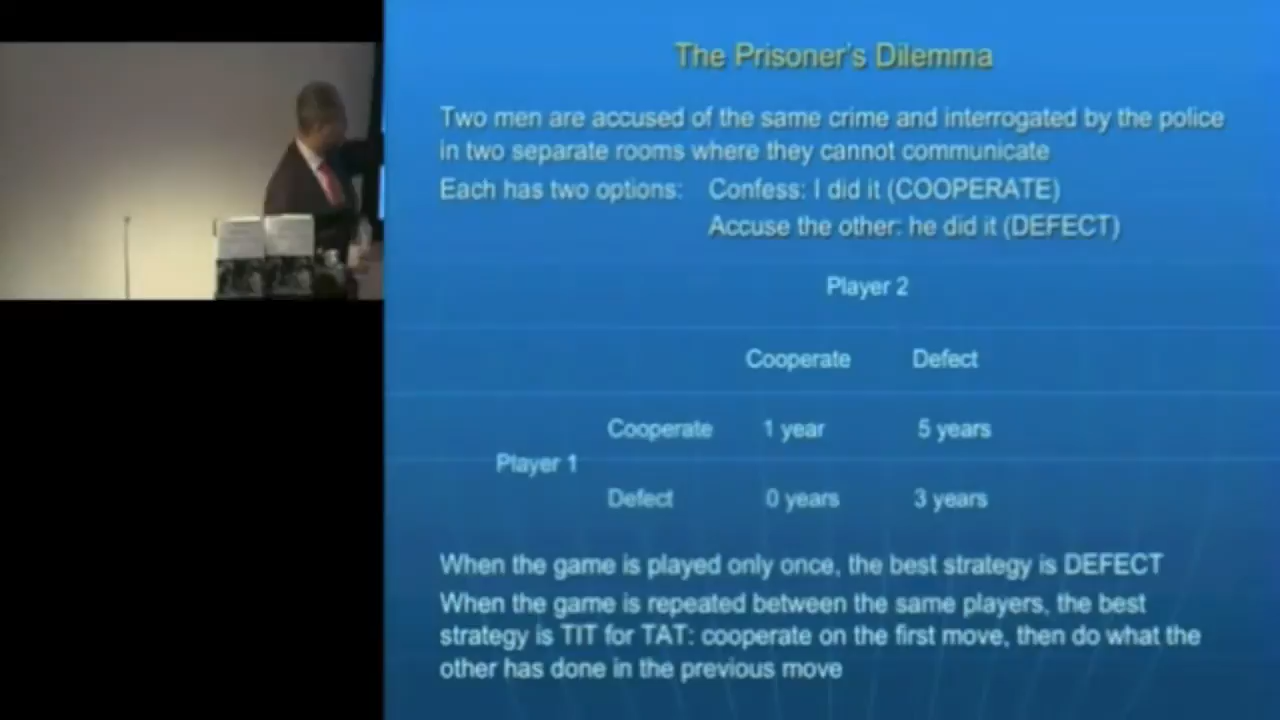 The Prisoner's Dilemma
Two men are accused of the same crime and interrogated by the police
in two separate rooms where they cannot communicate
Each has two options: Confess: I did it (COOPERATE)
Accuse the other: he did it (DEFECT)
Player 2
Cooperate Defect
Cooperate 1 year 5 years
Player 1
Defect 0 years 3 years
When the game is played only once, the best strategy is DEFECT
When the game is repeated between the same players, the best
strategy is TIT for TAT: cooperate on the first move, then do what the
other has done in the previous move